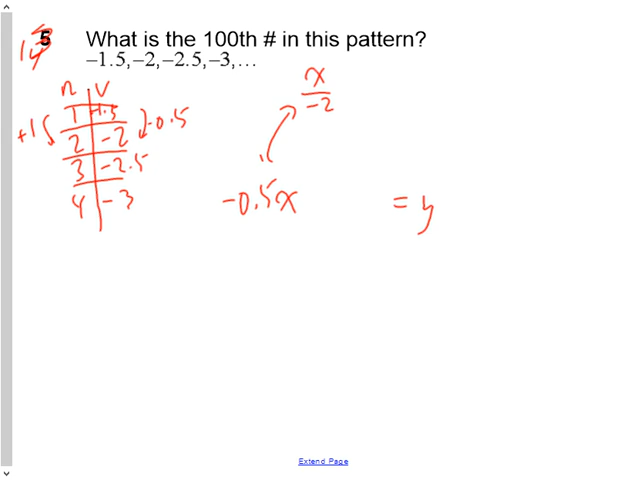 14
5 What is the 100th # in this pattern?
−1.5,−2,−2.5,−3,…
n v
1 -1.5
2 -2
3 -2.5
4 -3
+1
-0.5
x
-2
-0.5x = y
Extend Page